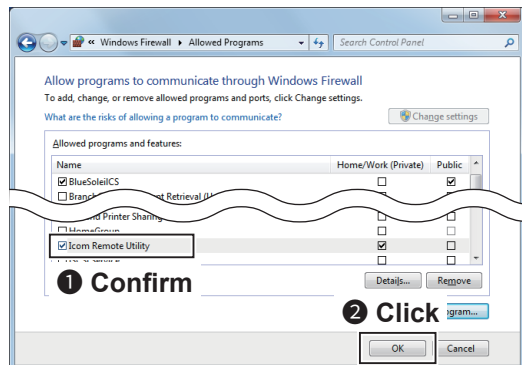 « Windows Firewall ▸ Allowed Programs
Search Control Panel
Allow programs to communicate through Windows Firewall
To add, change, or remove allowed programs and ports, click Change settings.
What are the risks of allowing a program to communicate?
Change settings
Allowed programs and features:
Name Home/Work (Private) Public
BlueSoleilCS
Retrieval
Printer Sharing
HomeGroup
Icom Remote Utility
❶ Confirm
Details... Remove
❷ Click
OK Cancel